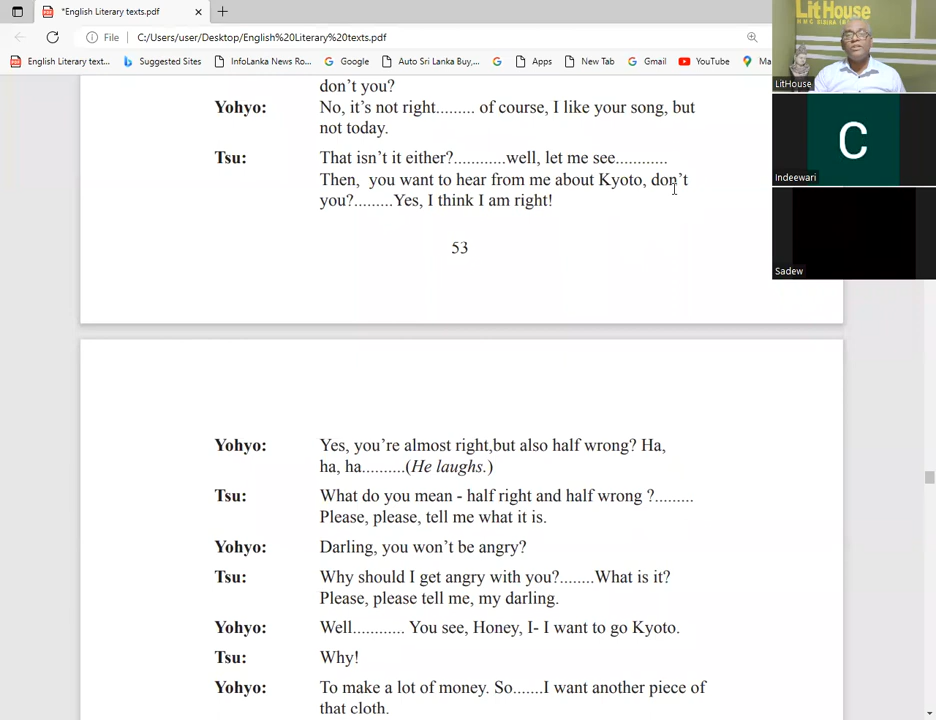 *English Literary texts.pdf
File
C:/Users/user/Desktop/English%20Literary%20texts.pdf
English Literary text...
Suggested Sites
InfoLanka News Ro...
Google
Auto Sri Lanka Buy,...
Apps
New Tab
Gmail
YouTube
Ma
LitHouse
LitHouse
Indeewari
C
Sadew
don't you?
Yohyo: No, it's not right........ of course, I like your song, but
not today.
Tsu: That isn't it either?............well, let me see............
Then, you want to hear from me about Kyoto, don't
you?.........Yes, I think I am right!
53
Yohyo: Yes, you're almost right,but also half wrong? Ha,
ha, ha..........(He laughs.)
Tsu: What do you mean - half right and half wrong ?.........
Please, please, tell me what it is.
Yohyo: Darling, you won't be angry?
Tsu: Why should I get angry with you?........What is it?
Please, please tell me, my darling.
Yohyo: Well............ You see, Honey, I- I want to go Kyoto.
Tsu: Why!
Yohyo: To make a lot of money. So.......I want another piece of
that cloth.